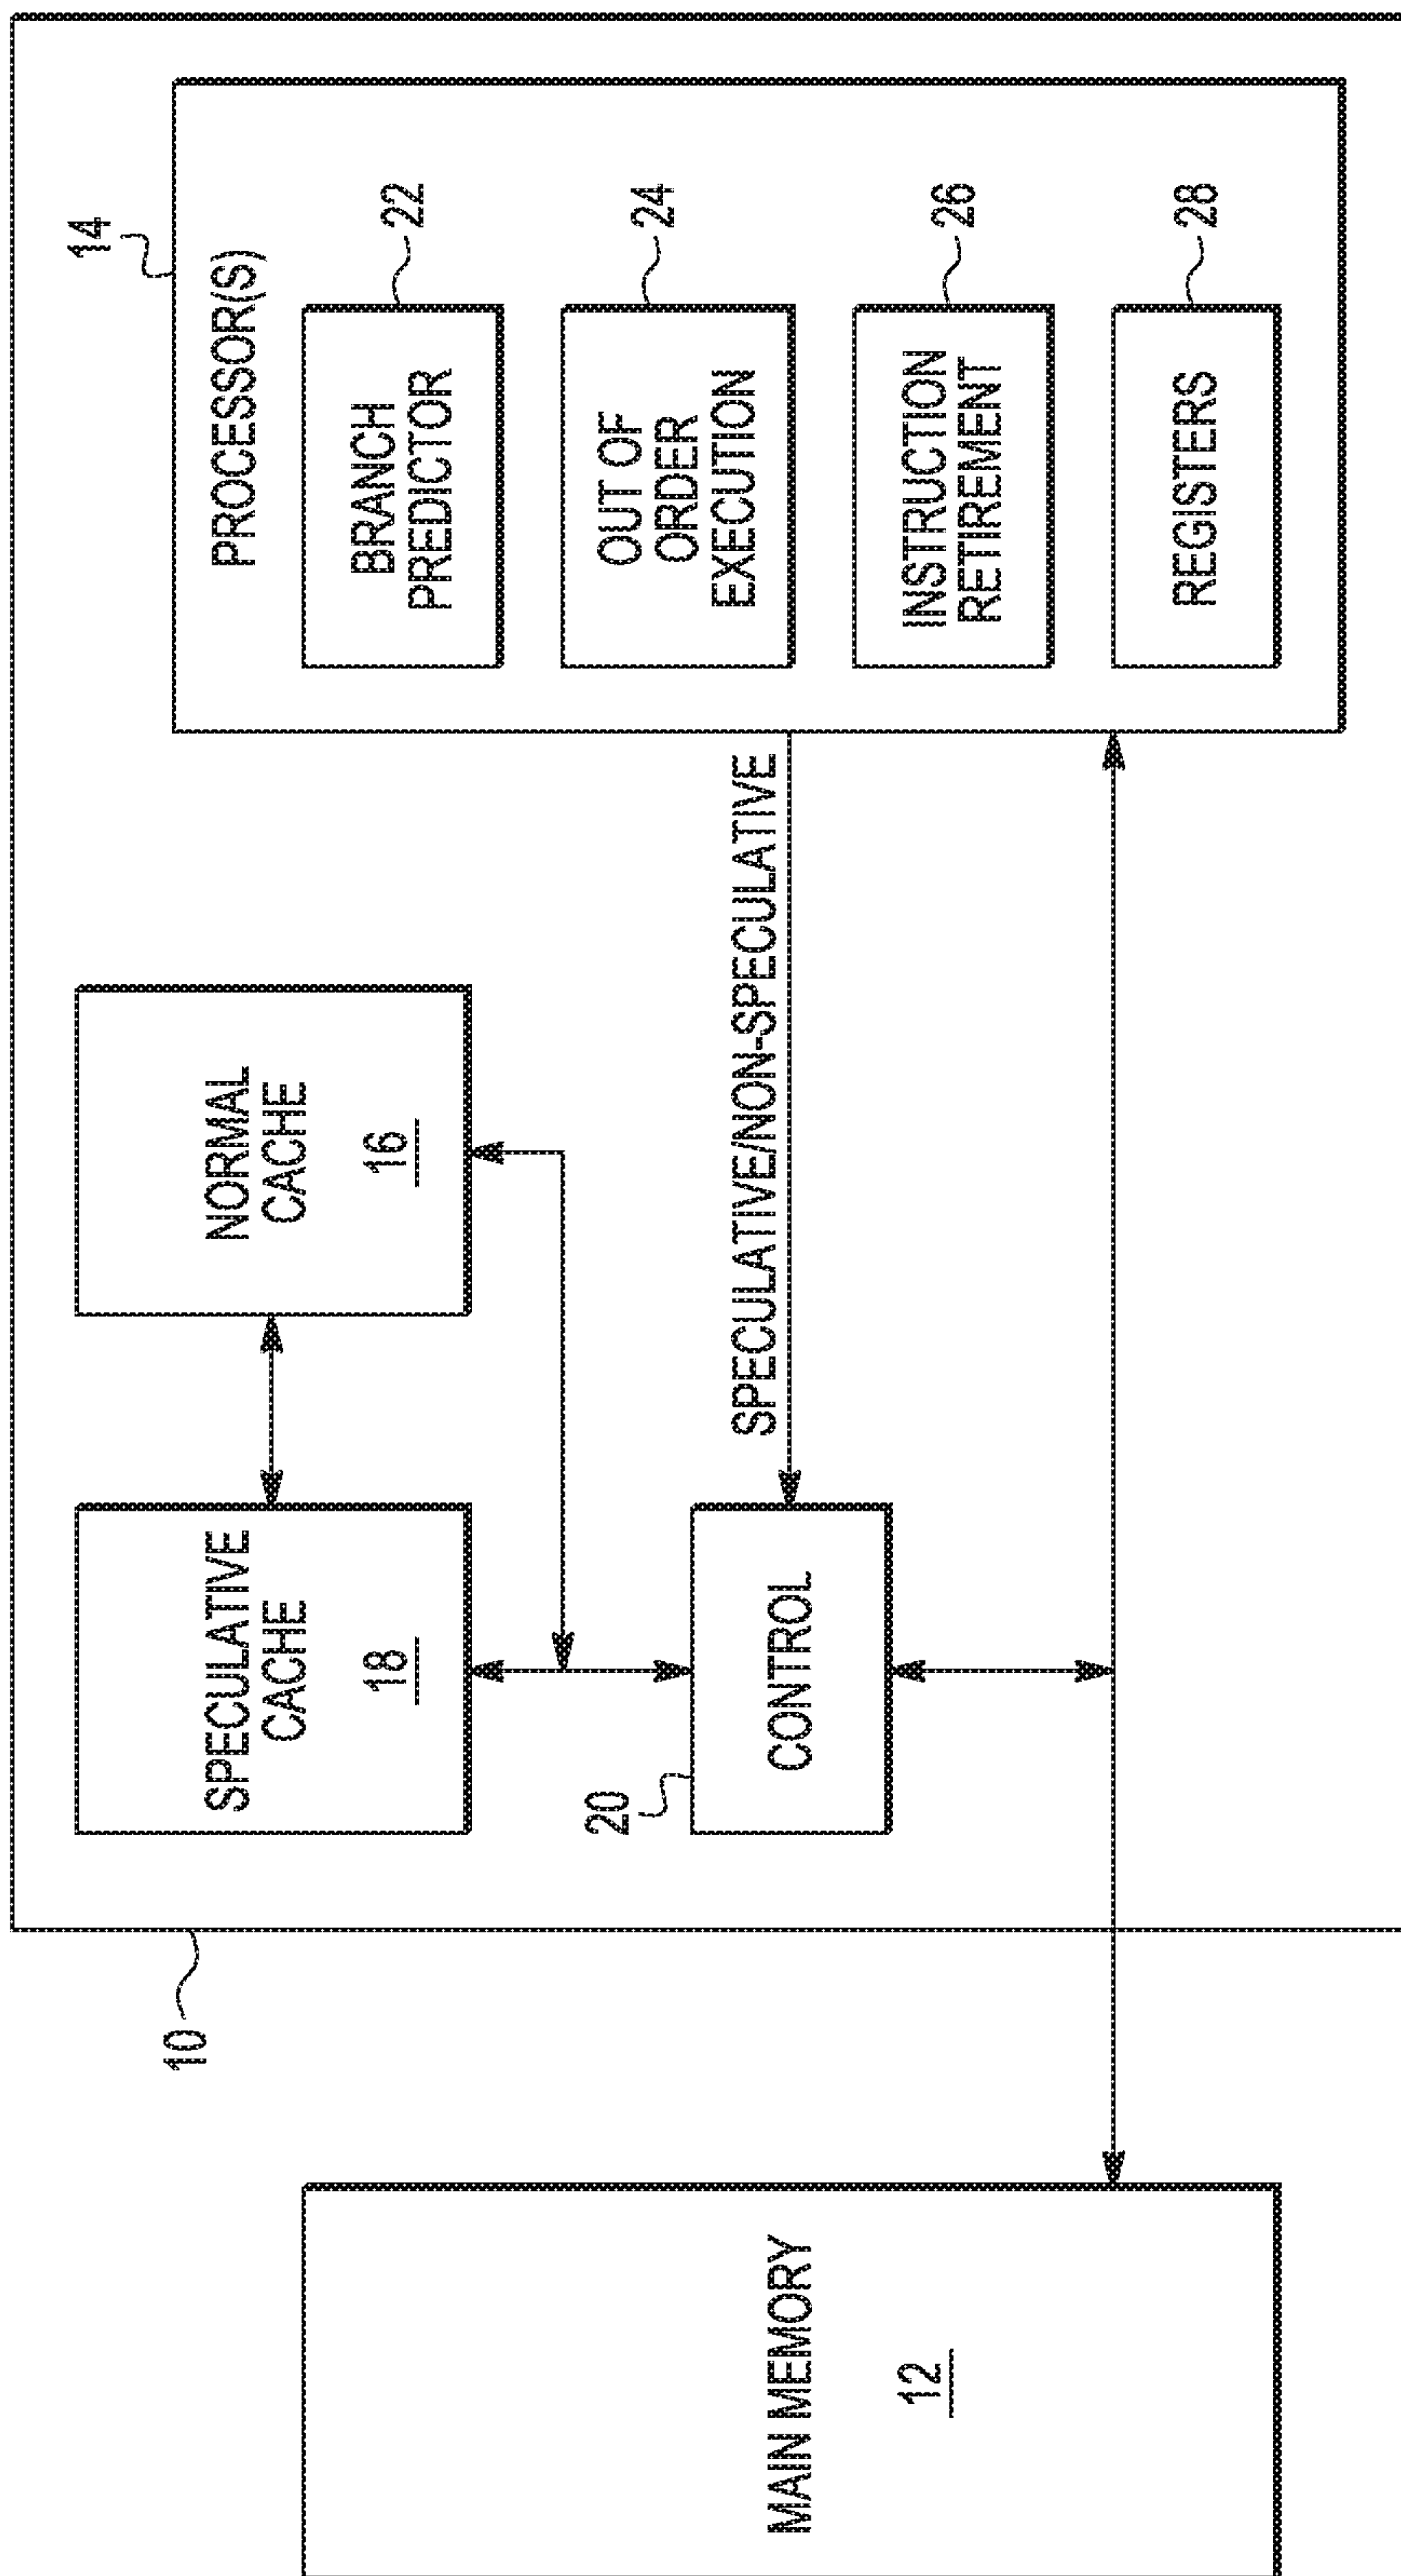 10
MAIN MEMORY
12
SPECULATIVE
CACHE
18
NORMAL
CACHE
16
20
CONTROL
SPECULATIVE/NON-SPECULATIVE
14
PROCESSOR(S)
BRANCH
PREDICTOR
22
OUT OF
ORDER
EXECUTION
24
INSTRUCTION
RETIREMENT
26
REGISTERS
28